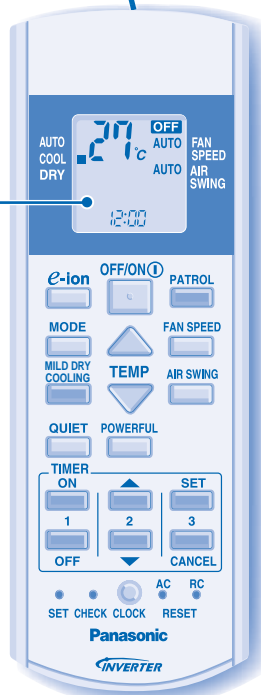 OFF
AUTO
COOL
DRY
27°C
AUTO
FAN
SPEED
AUTO
AIR
SWING
12:00
e-ion
OFF/ON
PATROL
MODE
FAN SPEED
MILD DRY
COOLING
TEMP
AIR SWING
QUIET
POWERFUL
TIMER
ON
SET
1
2
3
OFF
CANCEL
AC
RC
SET
CHECK
CLOCK
RESET
Panasonic
INVERTER